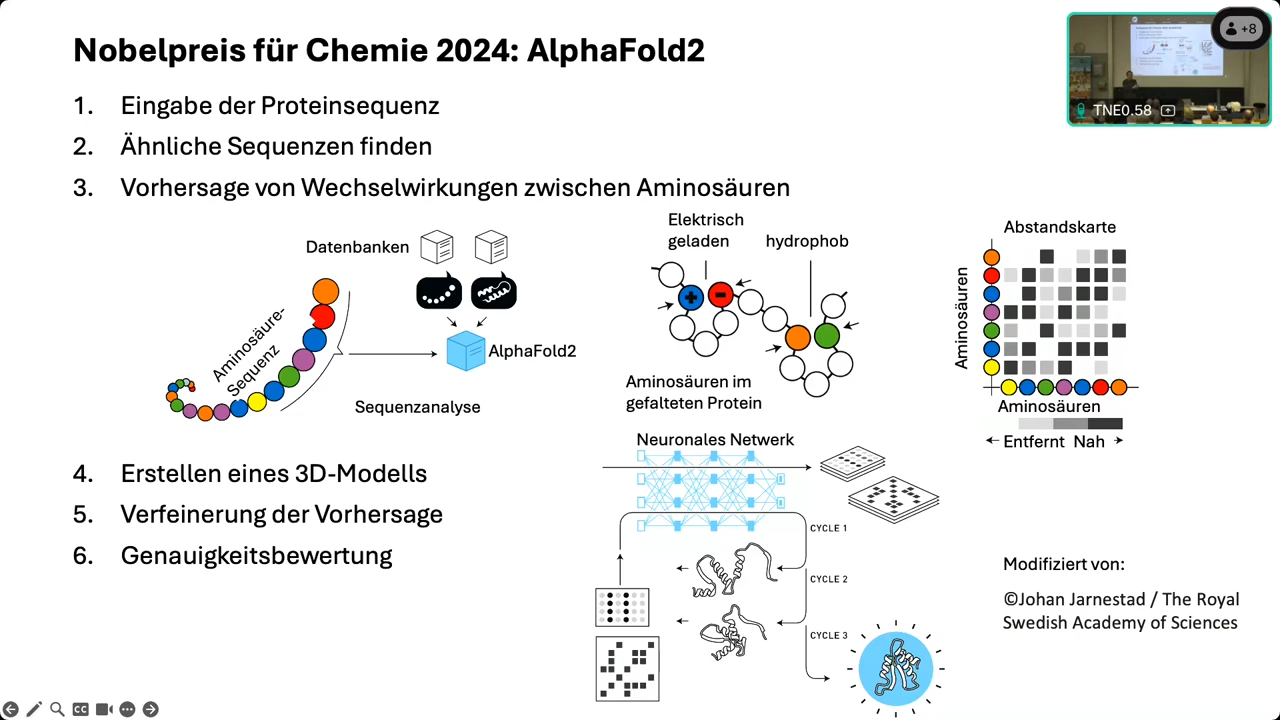 Nobelpreis für Chemie 2024: AlphaFold2
+8
TNE0.58
1. Eingabe der Proteinsequenz
2. Ähnliche Sequenzen finden
3. Vorhersage von Wechselwirkungen zwischen Aminosäuren
Datenbanken
Aminosäure-
Sequenz
AlphaFold2
Sequenzanalyse
Elektrisch
geladen
hydrophob
+
-
Aminosäuren im
gefalteten Protein
Abstandskarte
Aminosäuren
Aminosäuren
Entfernt Nah
4. Erstellen eines 3D-Modells
5. Verfeinerung der Vorhersage
6. Genauigkeitsbewertung
Neuronales Netwerk
CYCLE 1
CYCLE 2
CYCLE 3
Modifiziert von:
©Johan Jarnestad / The Royal
Swedish Academy of Sciences
CC